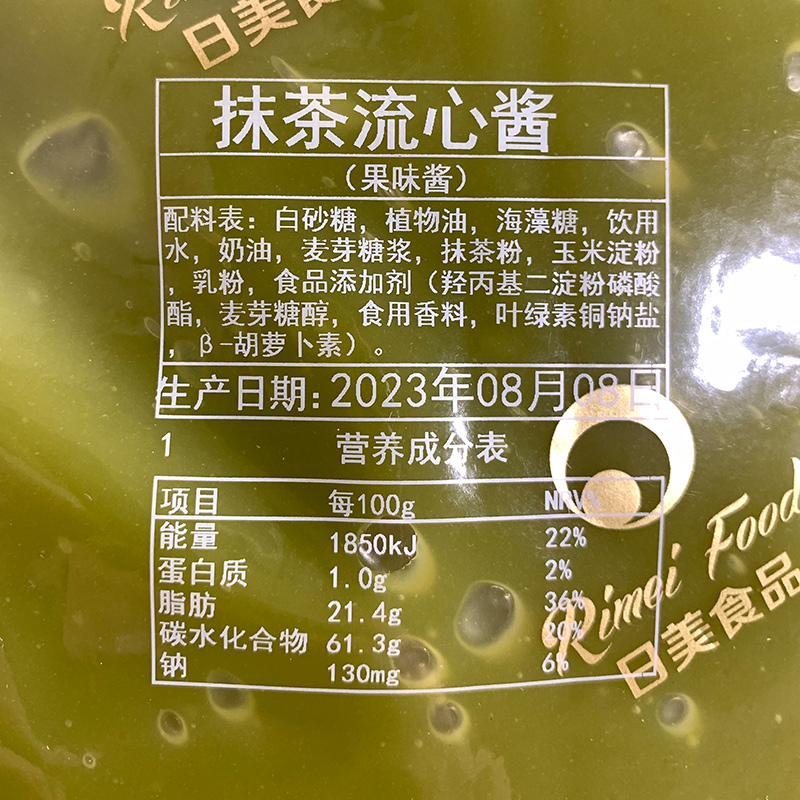 日美食品
抹茶流心酱
（果味酱）
配料表：白砂糖，植物油，海藻糖，饮用
水，奶油，麦芽糖浆，抹茶粉，玉米淀粉
，乳粉，食品添加剂（羟丙基二淀粉磷酸
酯，麦芽糖醇，食用香料，叶绿素铜钠盐
，β-胡萝卜素）。
生产日期:2023年08月08日
1 营养成分表
项目 每100g NRV%
能量 1850kJ 22%
蛋白质 1.0g 2%
脂肪 21.4g 36%
碳水化合物 61.3g 20%
钠 130mg 6%
Rimei Food
日美食品